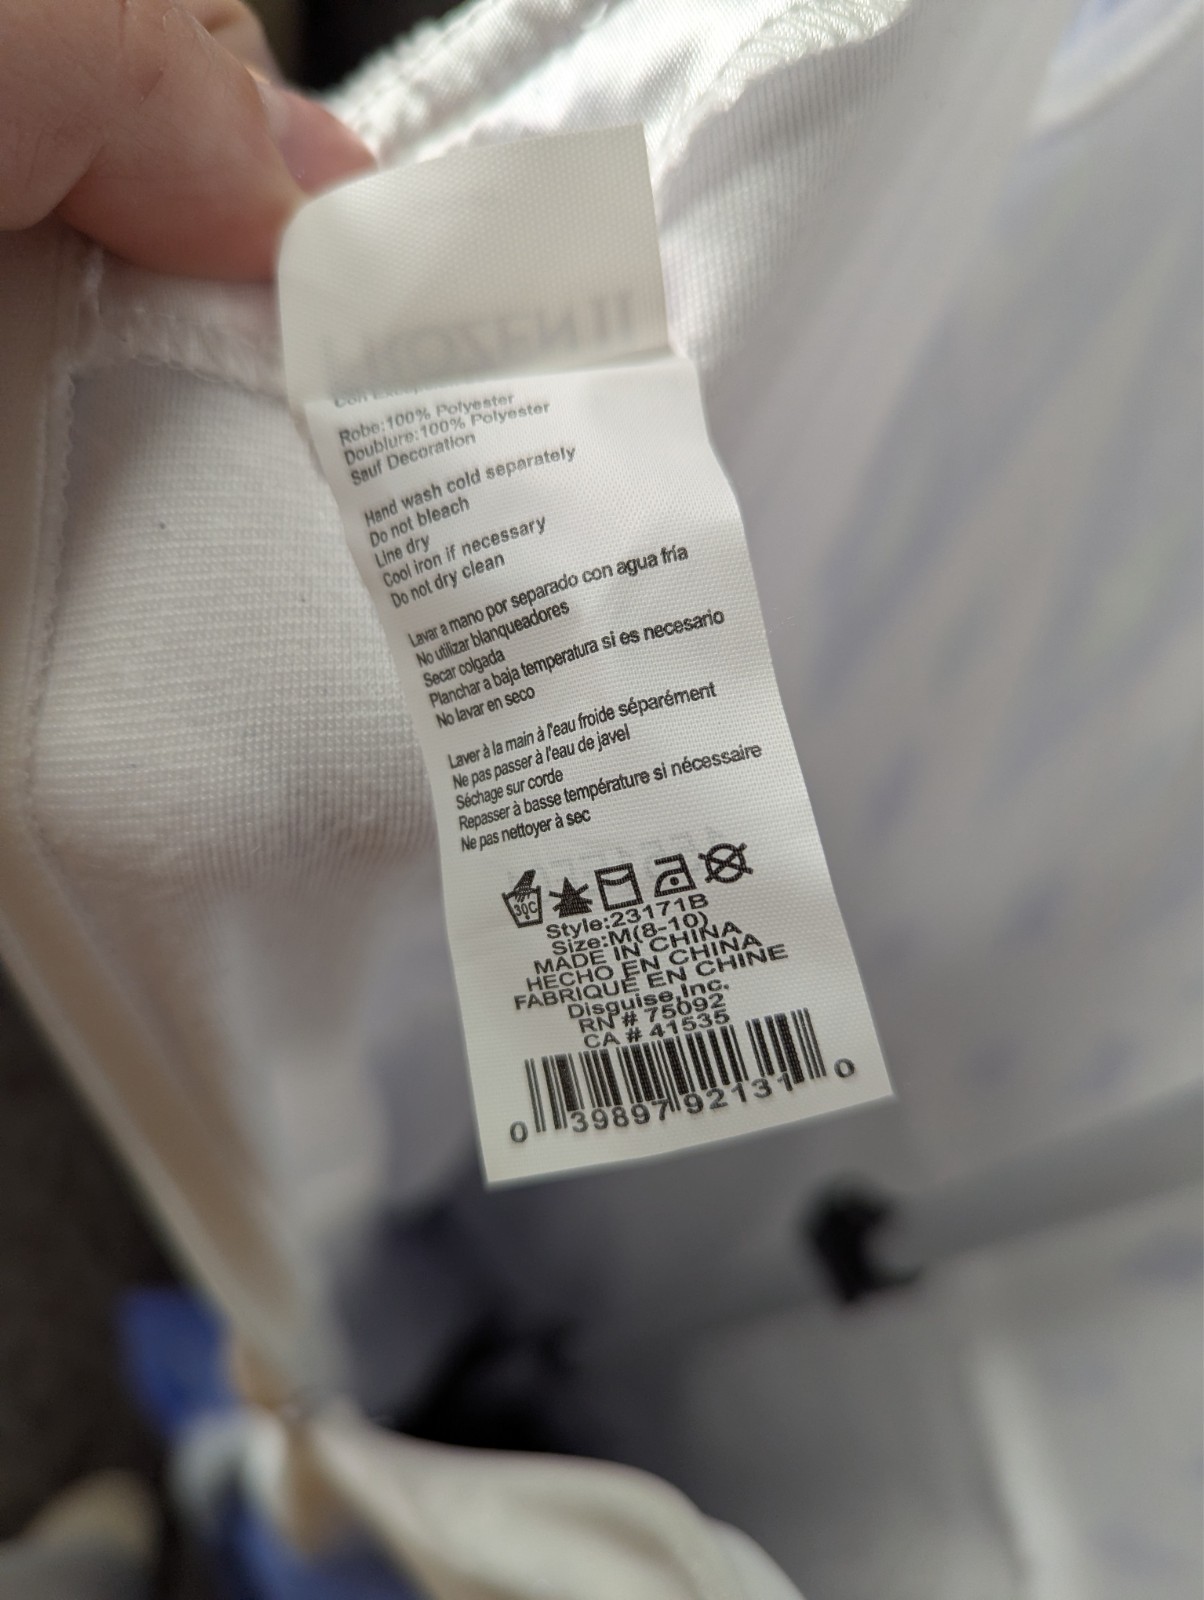 FROZEN II
Con
Robe:100% Polyester
Doublure:100% Polyester
Sauf Decoration
Hand wash cold separately
Do not bleach
Line dry
Cool iron if necessary
Do not dry clean
Lavar a mano por separado con agua fría
No utilizar blanqueadores
Secar colgada
Planchar a baja temperatura si es necesario
No lavar en seco
Laver à la main à l'eau froide séparément
Ne pas passer à l'eau de javel
Séchage sur corde
Repasser à basse température si nécessaire
Ne pas nettoyer à sec
30C
Style:23171B
Size:M(8-10)
MADE IN CHINA
HECHO EN CHINA
FABRIQUÉ EN CHINE
Disguise,Inc.
RN # 75092
CA # 41535
0 39897 92131 0